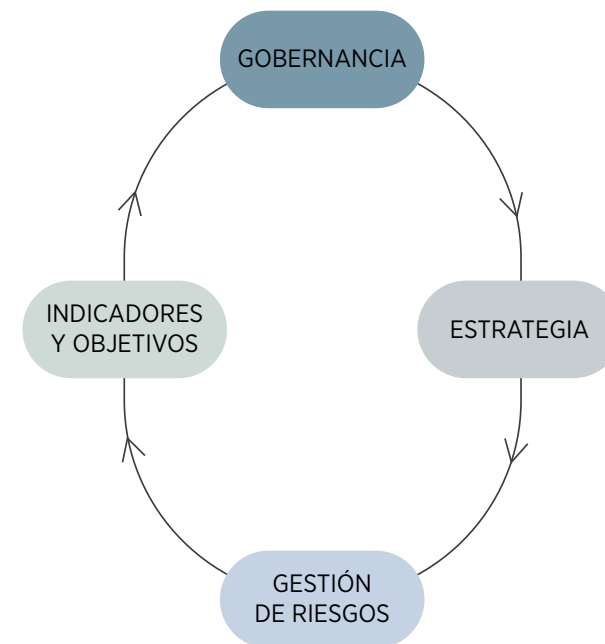 GOBERNANCIA
ESTRATEGIA
GESTIÓN
DE RIESGOS
INDICADORES
Y OBJETIVOS